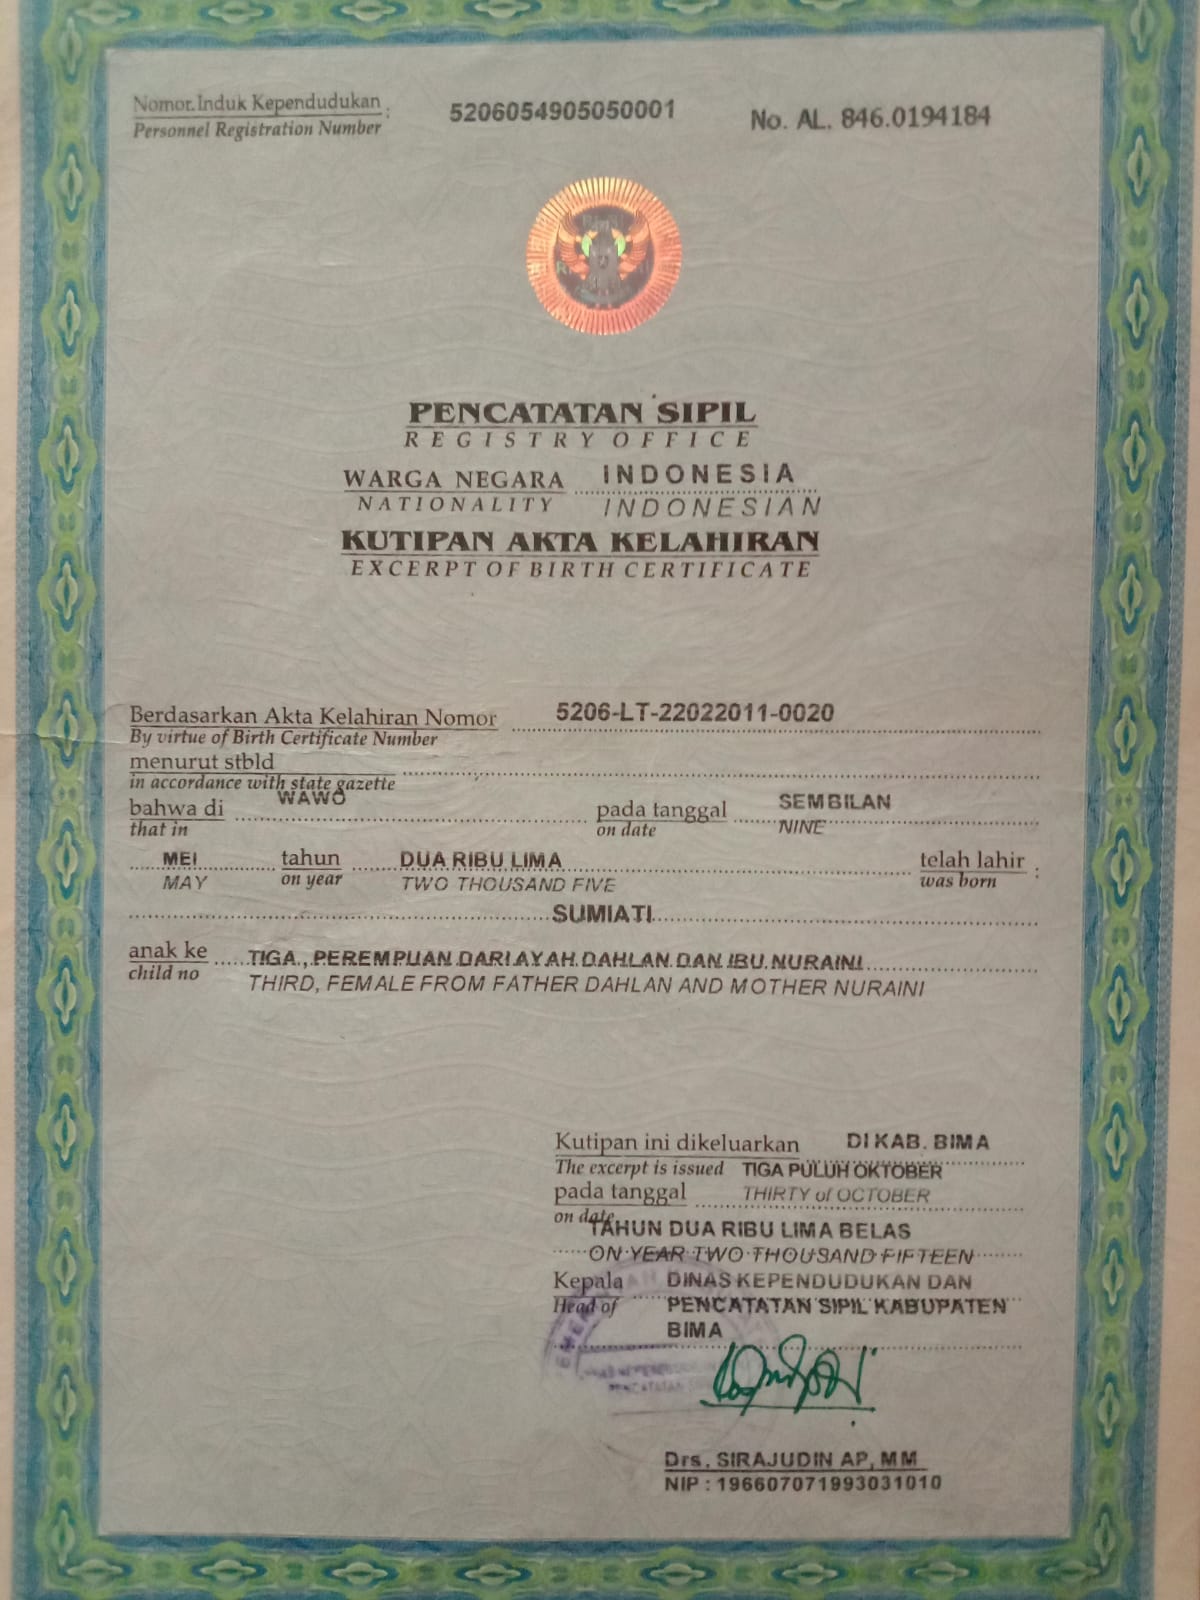 Nomor. Induk Kependudukan : 5206054905050001 No. AL. 846.0194184
Personnel Registration Number
PENCATATAN SIPIL
REGISTRY OFFICE
WARGA NEGARA INDONESIA
NATIONALITY INDONESIAN
KUTIPAN AKTA KELAHIRAN
EXCERPT OF BIRTH CERTIFICATE
Berdasarkan Akta Kelahiran Nomor 5206-LT-22022011-0020
By virtue of Birth Certificate Number
menurut stbld
in accordance with state gazette
bahwa di WAWO pada tanggal SEMBILAN
that in on date NINE
MEI tahun DUA RIBU LIMA telah lahir :
MAY on year TWO THOUSAND FIVE was born
SUMIATI
anak ke TIGA, PEREMPUAN DARI AYAH DAHLAN DAN IBU NURAINI
child no THIRD, FEMALE FROM FATHER DAHLAN AND MOTHER NURAINI
Kutipan ini dikeluarkan DI KAB. BIMA
The excerpt is issued TIGA PULUH OKTOBER
pada tanggal THIRTY of OCTOBER
on date TAHUN DUA RIBU LIMA BELAS
ON YEAR TWO THOUSAND FIFTEEN
Kepala DINAS KEPENDUDUKAN DAN
Head of PENCATATAN SIPIL KABUPATEN
BIMA
Drs. SIRAJUDIN AP, MM
NIP : 196607071993031010